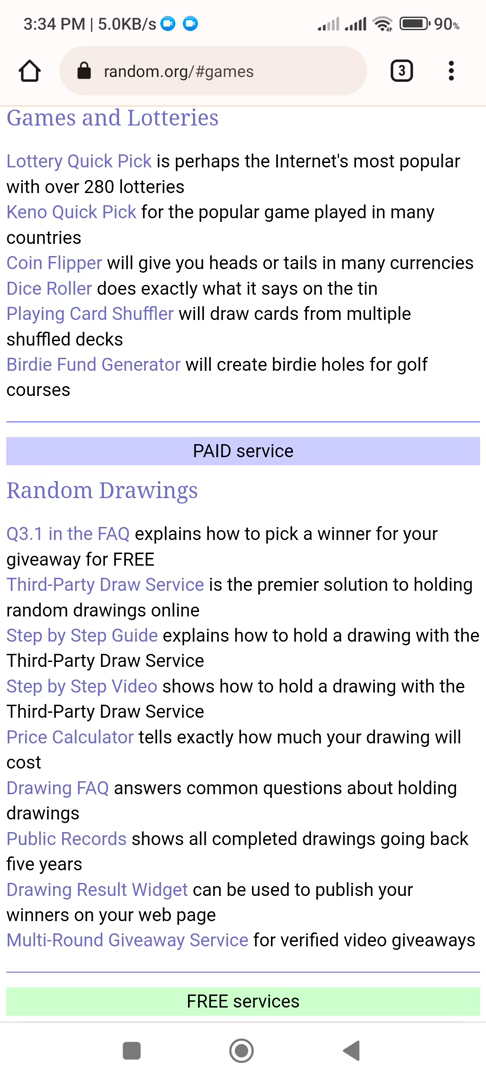 3:34 PM | 5.0KB/s
90%
random.org/#games
3
Games and Lotteries
Lottery Quick Pick is perhaps the Internet's most popular
with over 280 lotteries
Keno Quick Pick for the popular game played in many
countries
Coin Flipper will give you heads or tails in many currencies
Dice Roller does exactly what it says on the tin
Playing Card Shuffler will draw cards from multiple
shuffled decks
Birdie Fund Generator will create birdie holes for golf
courses
PAID service
Random Drawings
Q3.1 in the FAQ explains how to pick a winner for your
giveaway for FREE
Third-Party Draw Service is the premier solution to holding
random drawings online
Step by Step Guide explains how to hold a drawing with the
Third-Party Draw Service
Step by Step Video shows how to hold a drawing with the
Third-Party Draw Service
Price Calculator tells exactly how much your drawing will
cost
Drawing FAQ answers common questions about holding
drawings
Public Records shows all completed drawings going back
five years
Drawing Result Widget can be used to publish your
winners on your web page
Multi-Round Giveaway Service for verified video giveaways
FREE services